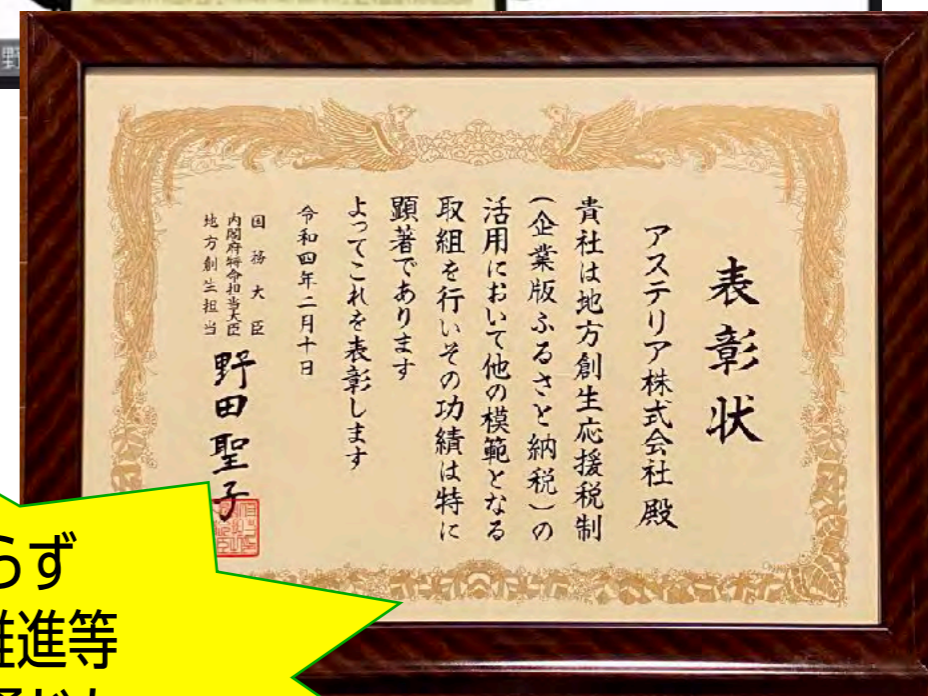 表彰状
アステリア株式会社 殿
貴社は地方創生応援税制
（企業版ふるさと納税）の
活用において他の模範となる
取組を行いその功績は特に
顕著であります
よってこれを表彰します
令和四年二月十日
国務大臣
内閣府特命担当大臣
地方創生担当
野田聖子
らず
推進等